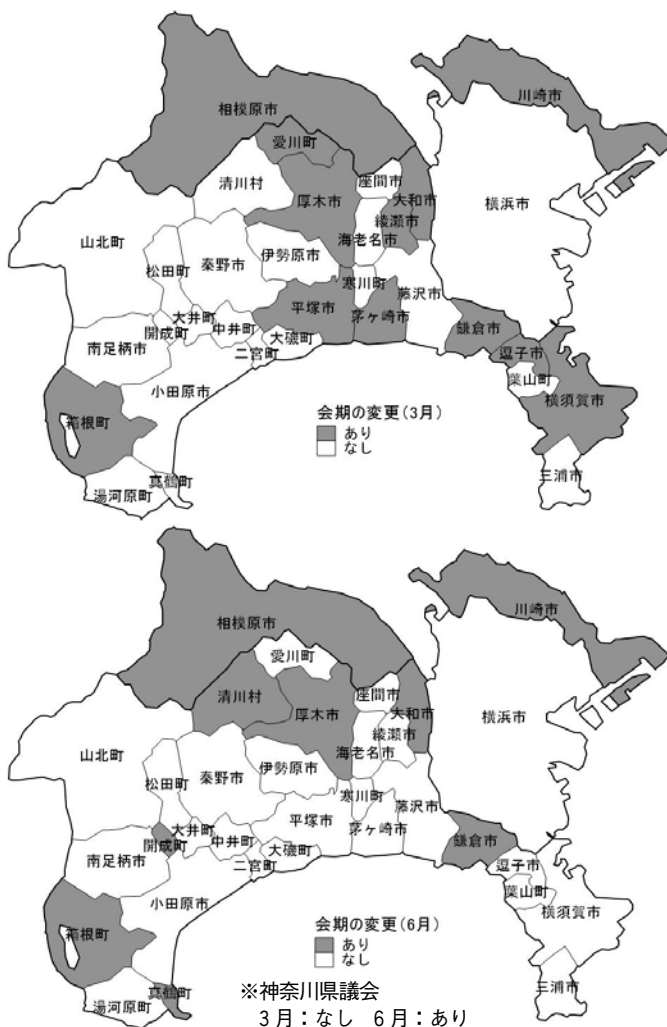 相模原市
川崎市
愛川町
清川村
座間市
厚木市
大和市
横浜市
綾瀬市
山北町
秦野市
伊勢原市
海老名市
松田町
寒川町
藤沢市
大井町
平塚市
茅ヶ崎市
鎌倉市
開成町
中井町
大磯町
南足柄市
二宮町
逗子市
葉山町
小田原市
横須賀市
箱根町
会期の変更(3月)
あり
なし
真鶴町
湯河原町
三浦市
相模原市
川崎市
愛川町
清川村
座間市
厚木市
大和市
横浜市
綾瀬市
山北町
海老名市
秦野市
伊勢原市
松田町
寒川町
藤沢市
大井町
平塚市
茅ヶ崎市
鎌倉市
開成町
中井町
大磯町
南足柄市
二宮町
逗子市
葉山町
小田原市
横須賀市
箱根町
会期の変更(6月)
あり
なし
真鶴町
湯河原町
三浦市
※神奈川県議会
3月:なし 6月:あり